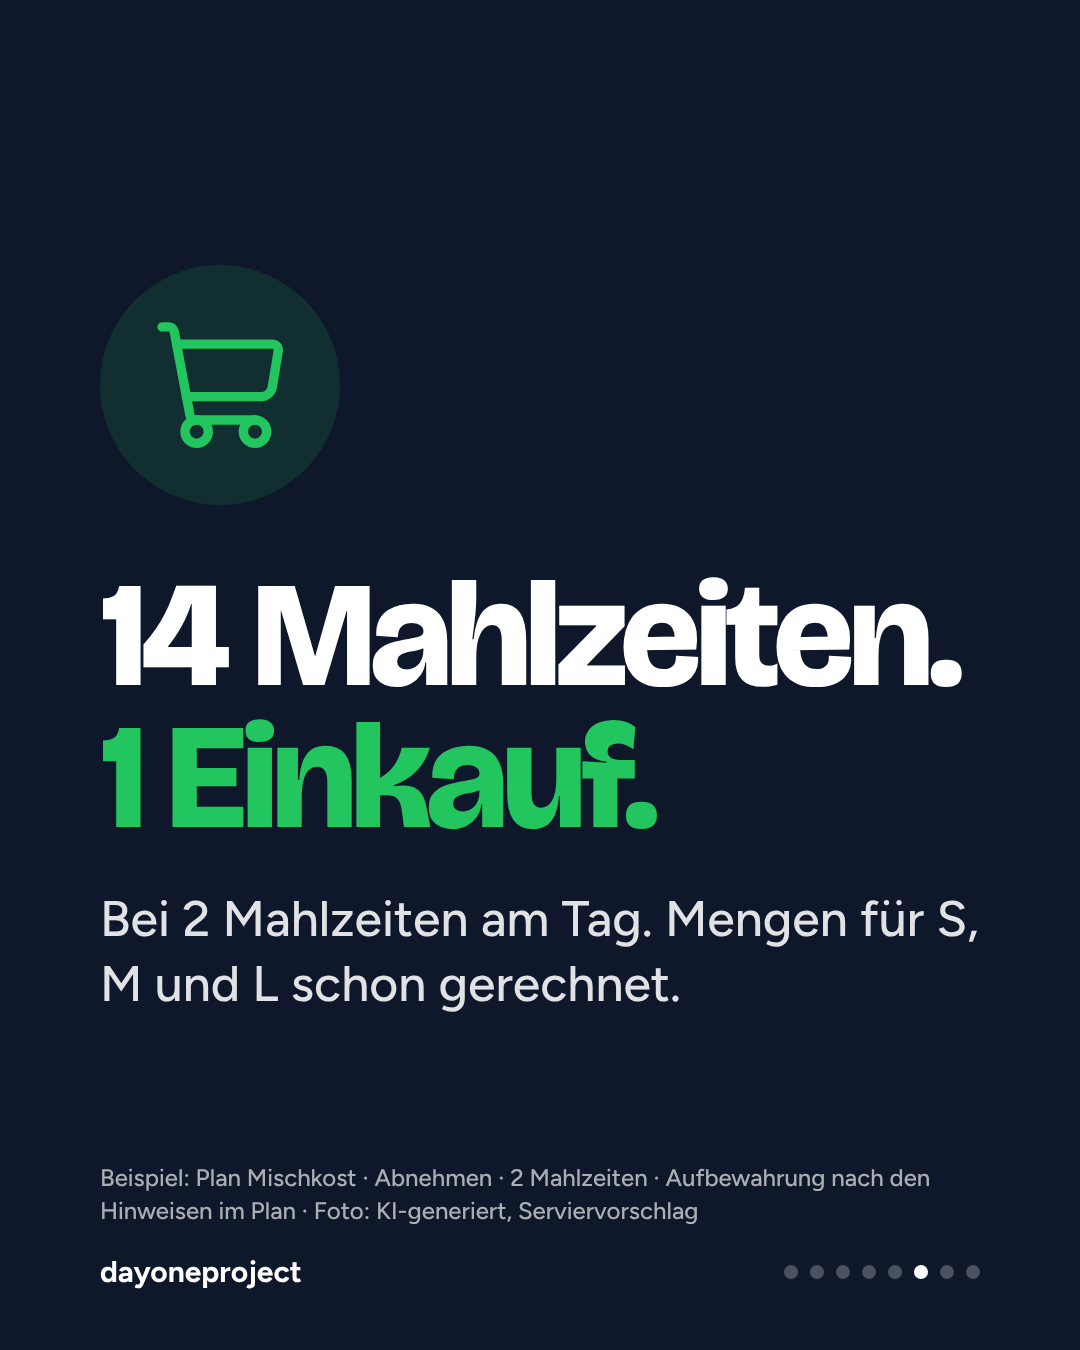 14 Mahlzeiten.
1 Einkauf.
Bei 2 Mahlzeiten am Tag. Mengen für S,
M und L schon gerechnet.
Beispiel: Plan Mischkost · Abnehmen · 2 Mahlzeiten · Aufbewahrung nach den
Hinweisen im Plan · Foto: KI-generiert, Serviervorschlag
dayoneproject